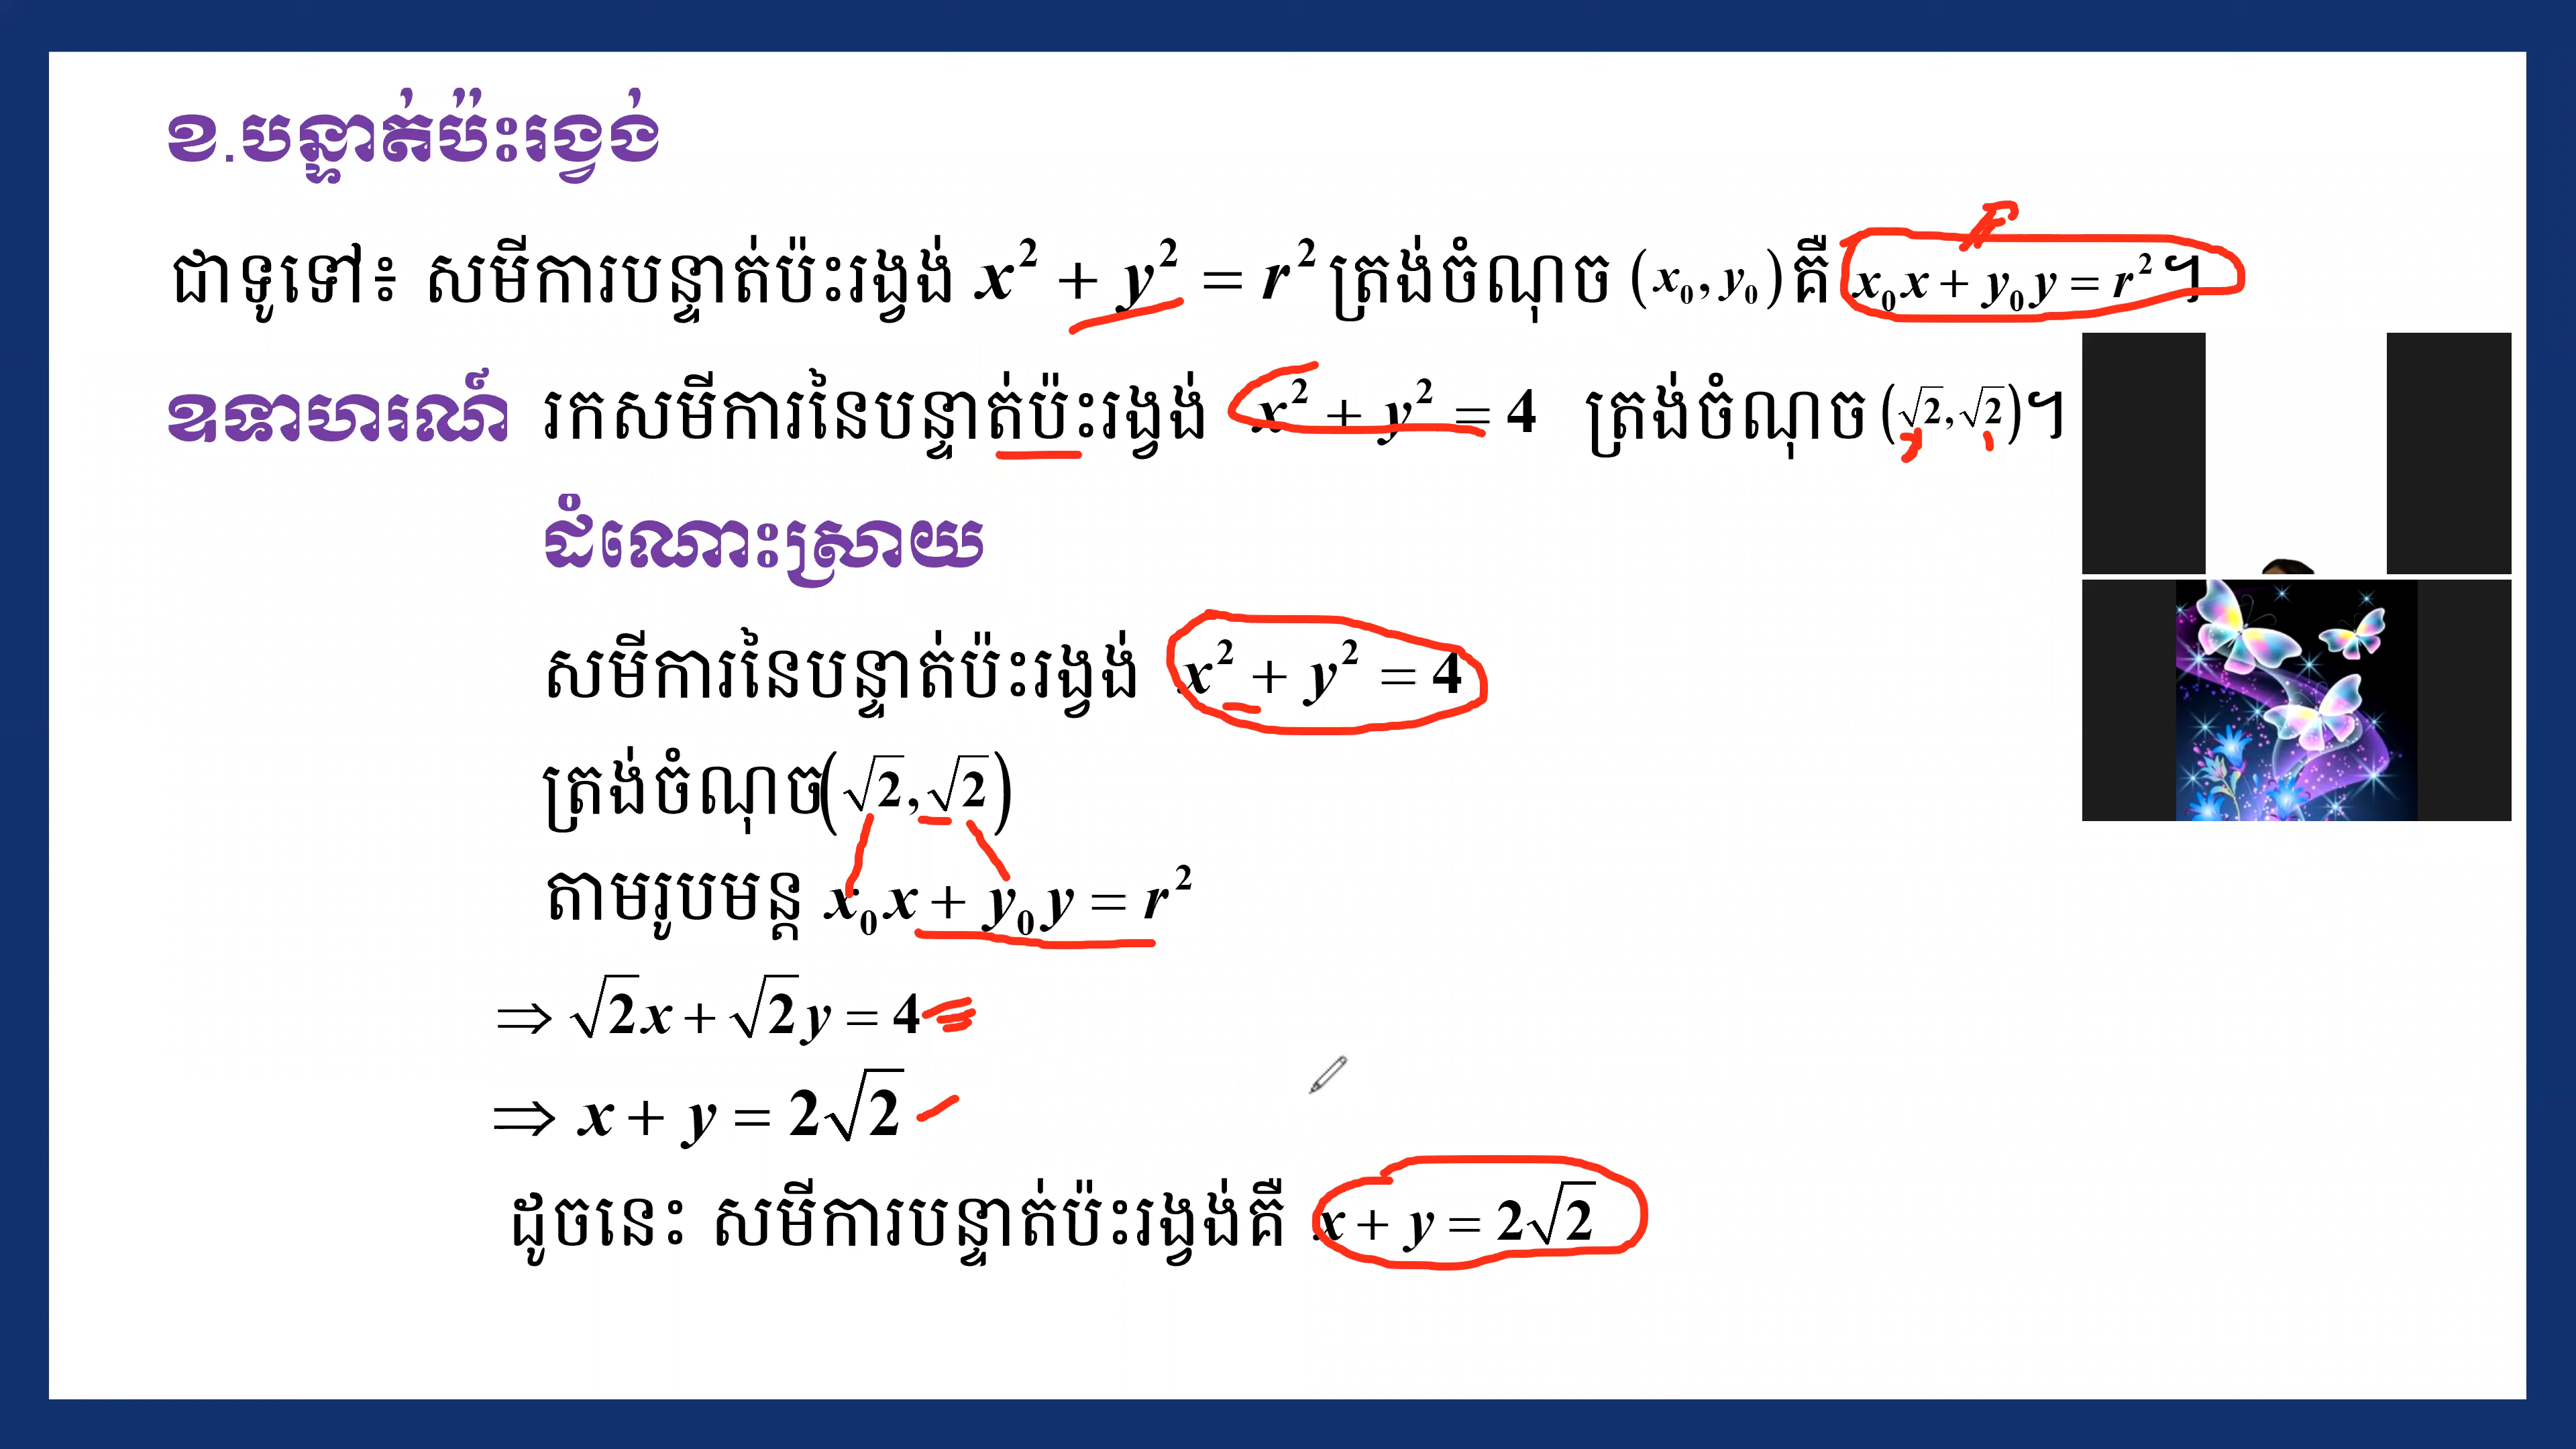 ខ.បន្ទាត់ប៉ះរង្វង់
ជាទូទៅ៖ សមីការបន្ទាត់ប៉ះរង្វង់ x² + y² = r² ត្រង់ចំណុច (x₀, y₀) គឺ x₀x + y₀y = r² ។
ឧទាហរណ៍ រកសមីការនៃបន្ទាត់ប៉ះរង្វង់ x² + y² = 4 ត្រង់ចំណុច (√2, √2)។
ដំណោះស្រាយ
សមីការនៃបន្ទាត់ប៉ះរង្វង់ x² + y² = 4
ត្រង់ចំណុច(√2, √2)
តាមរូបមន្ត x₀x + y₀y = r²
⇒ √2x + √2y = 4
⇒ x + y = 2√2
ដូចនេះ សមីការបន្ទាត់ប៉ះរង្វង់គឺ x + y = 2√2